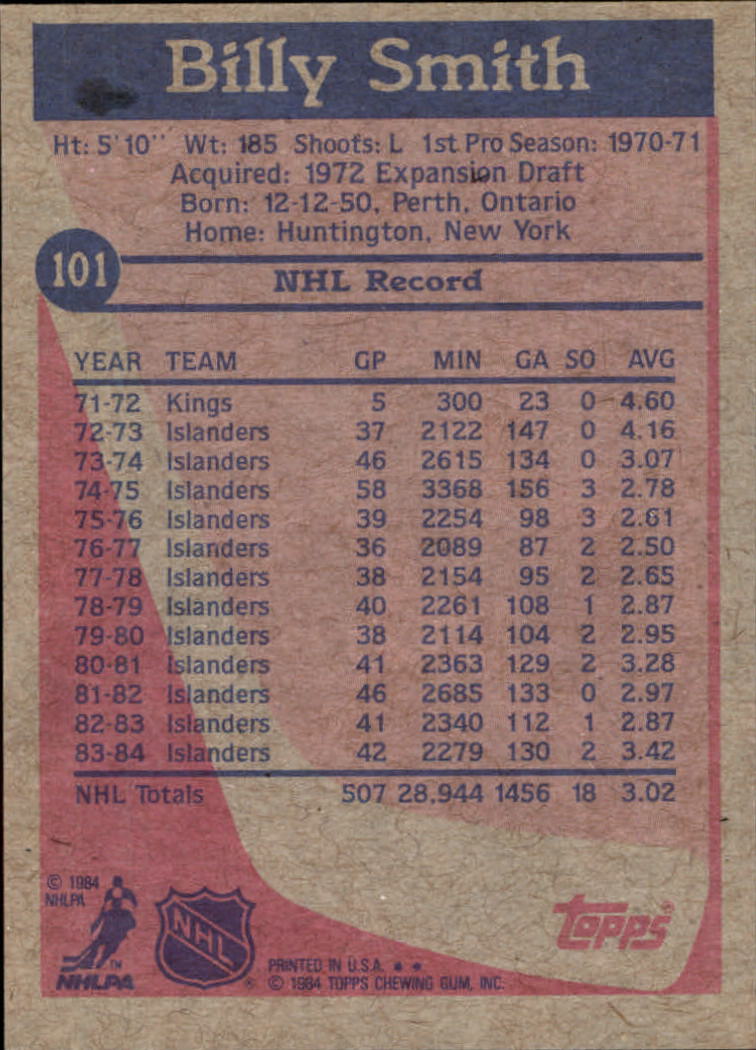 Billy Smith
Ht: 5'10" Wt: 185 Shoots: L 1st Pro Season: 1970-71
Acquired: 1972 Expansion Draft
Born: 12-12-50, Perth, Ontario
Home: Huntington, New York
101
NHL Record
YEAR TEAM GP MIN GA SO AVG
71-72 Kings 5 300 23 0 4.60
72-73 Islanders 37 2122 147 0 4.16
73-74 Islanders 46 2615 134 0 3.07
74-75 Islanders 58 3368 156 3 2.78
75-76 Islanders 39 2254 98 3 2.61
76-77 Islanders 36 2089 87 2 2.50
77-78 Islanders 38 2154 95 2 2.65
78-79 Islanders 40 2261 108 1 2.87
79-80 Islanders 38 2114 104 2 2.95
80-81 Islanders 41 2363 129 2 3.28
81-82 Islanders 46 2685 133 0 2.97
82-83 Islanders 41 2340 112 1 2.87
83-84 Islanders 42 2279 130 2 3.42
NHL Totals 507 28,944 1456 18 3.02
© 1984
NHLPA
TM
NHLPA
NHL
®
PRINTED IN U.S.A. **
© 1984 TOPPS CHEWING GUM, INC.
topps®